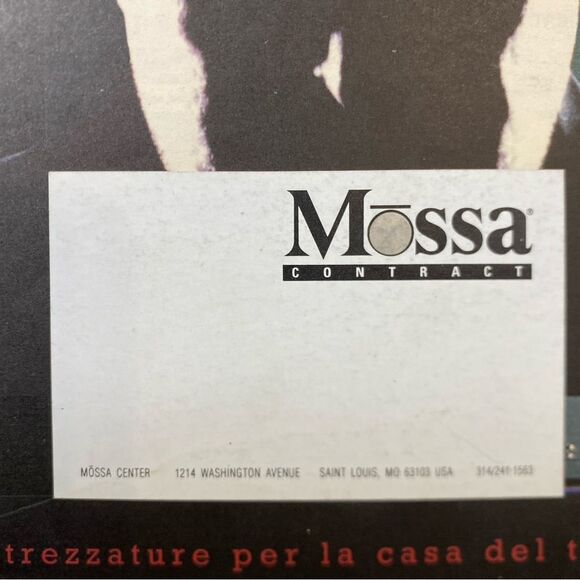 Mōssa®
CONTRACT
MŌSSA CENTER 1214 WASHINGTON AVENUE SAINT LOUIS, MO 63103 USA 314/241-1563
trezzature per la casa del t